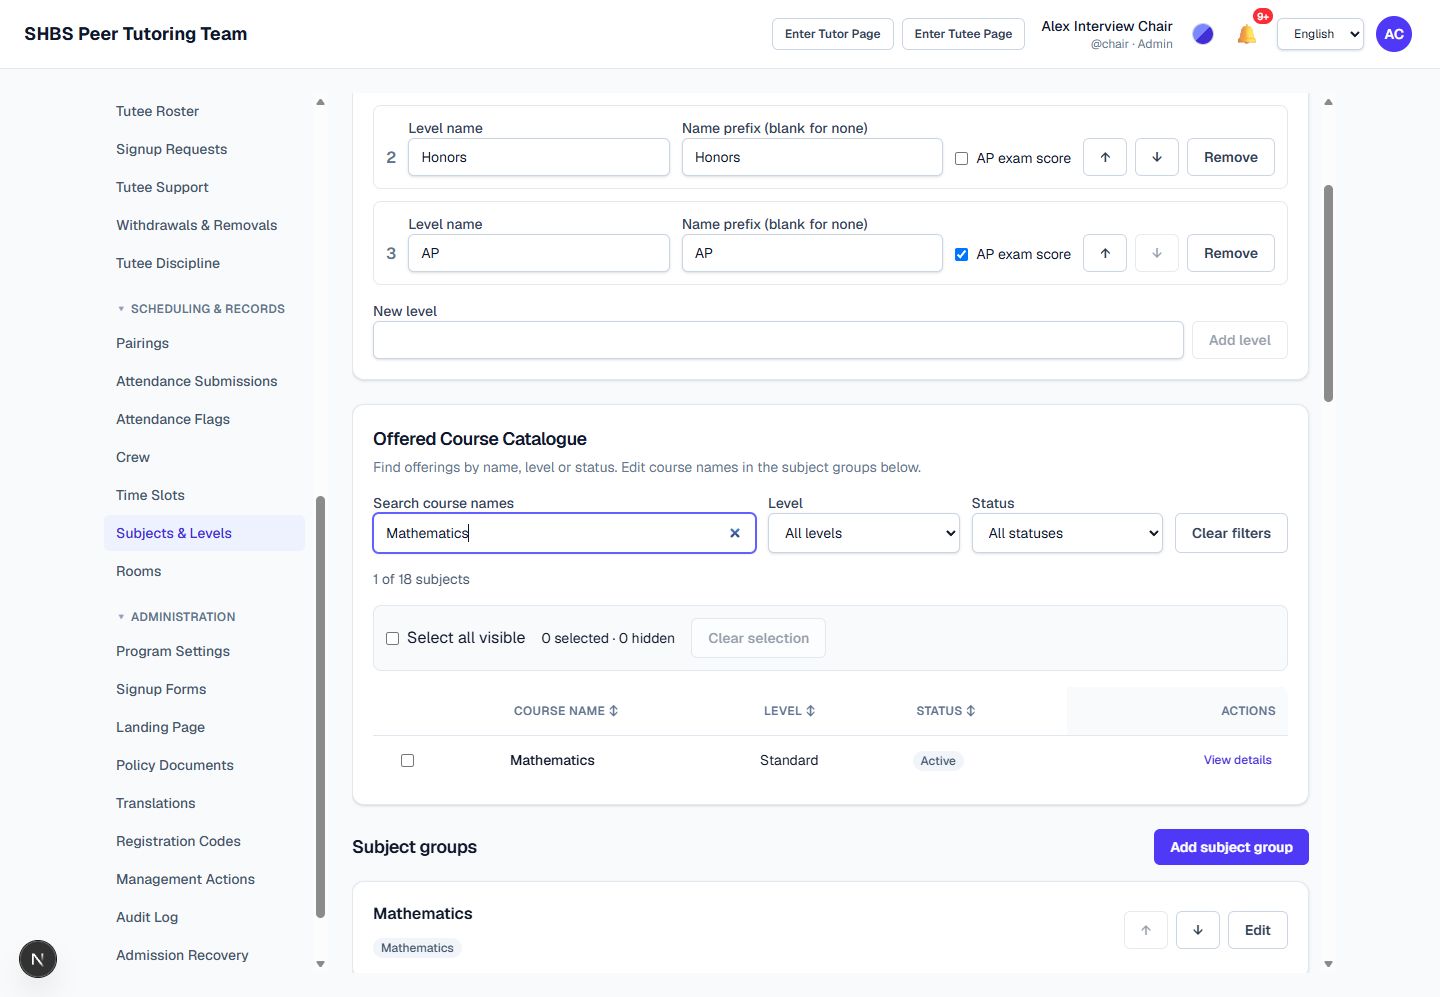 SHBS Peer Tutoring Team
Enter Tutor Page
Enter Tutee Page
Alex Interview Chair
@chair · Admin
9+
English
AC
Tutee Roster
Signup Requests
Tutee Support
Withdrawals & Removals
Tutee Discipline
SCHEDULING & RECORDS
Pairings
Attendance Submissions
Attendance Flags
Crew
Time Slots
Subjects & Levels
Rooms
ADMINISTRATION
Program Settings
Signup Forms
Landing Page
Policy Documents
Translations
Registration Codes
Management Actions
Audit Log
Admission Recovery
N
Level name
Name prefix (blank for none)
2 Honors Honors AP exam score ↑ ↓ Remove
Level name
Name prefix (blank for none)
3 AP AP AP exam score ↑ ↓ Remove
New level
Add level
Offered Course Catalogue
Find offerings by name, level or status. Edit course names in the subject groups below.
Search course names Level Status
Mathematics All levels All statuses Clear filters
1 of 18 subjects
Select all visible 0 selected · 0 hidden Clear selection
COURSE NAME LEVEL STATUS ACTIONS
Mathematics Standard Active View details
Subject groups
Add subject group
Mathematics
Mathematics
↑ ↓ Edit